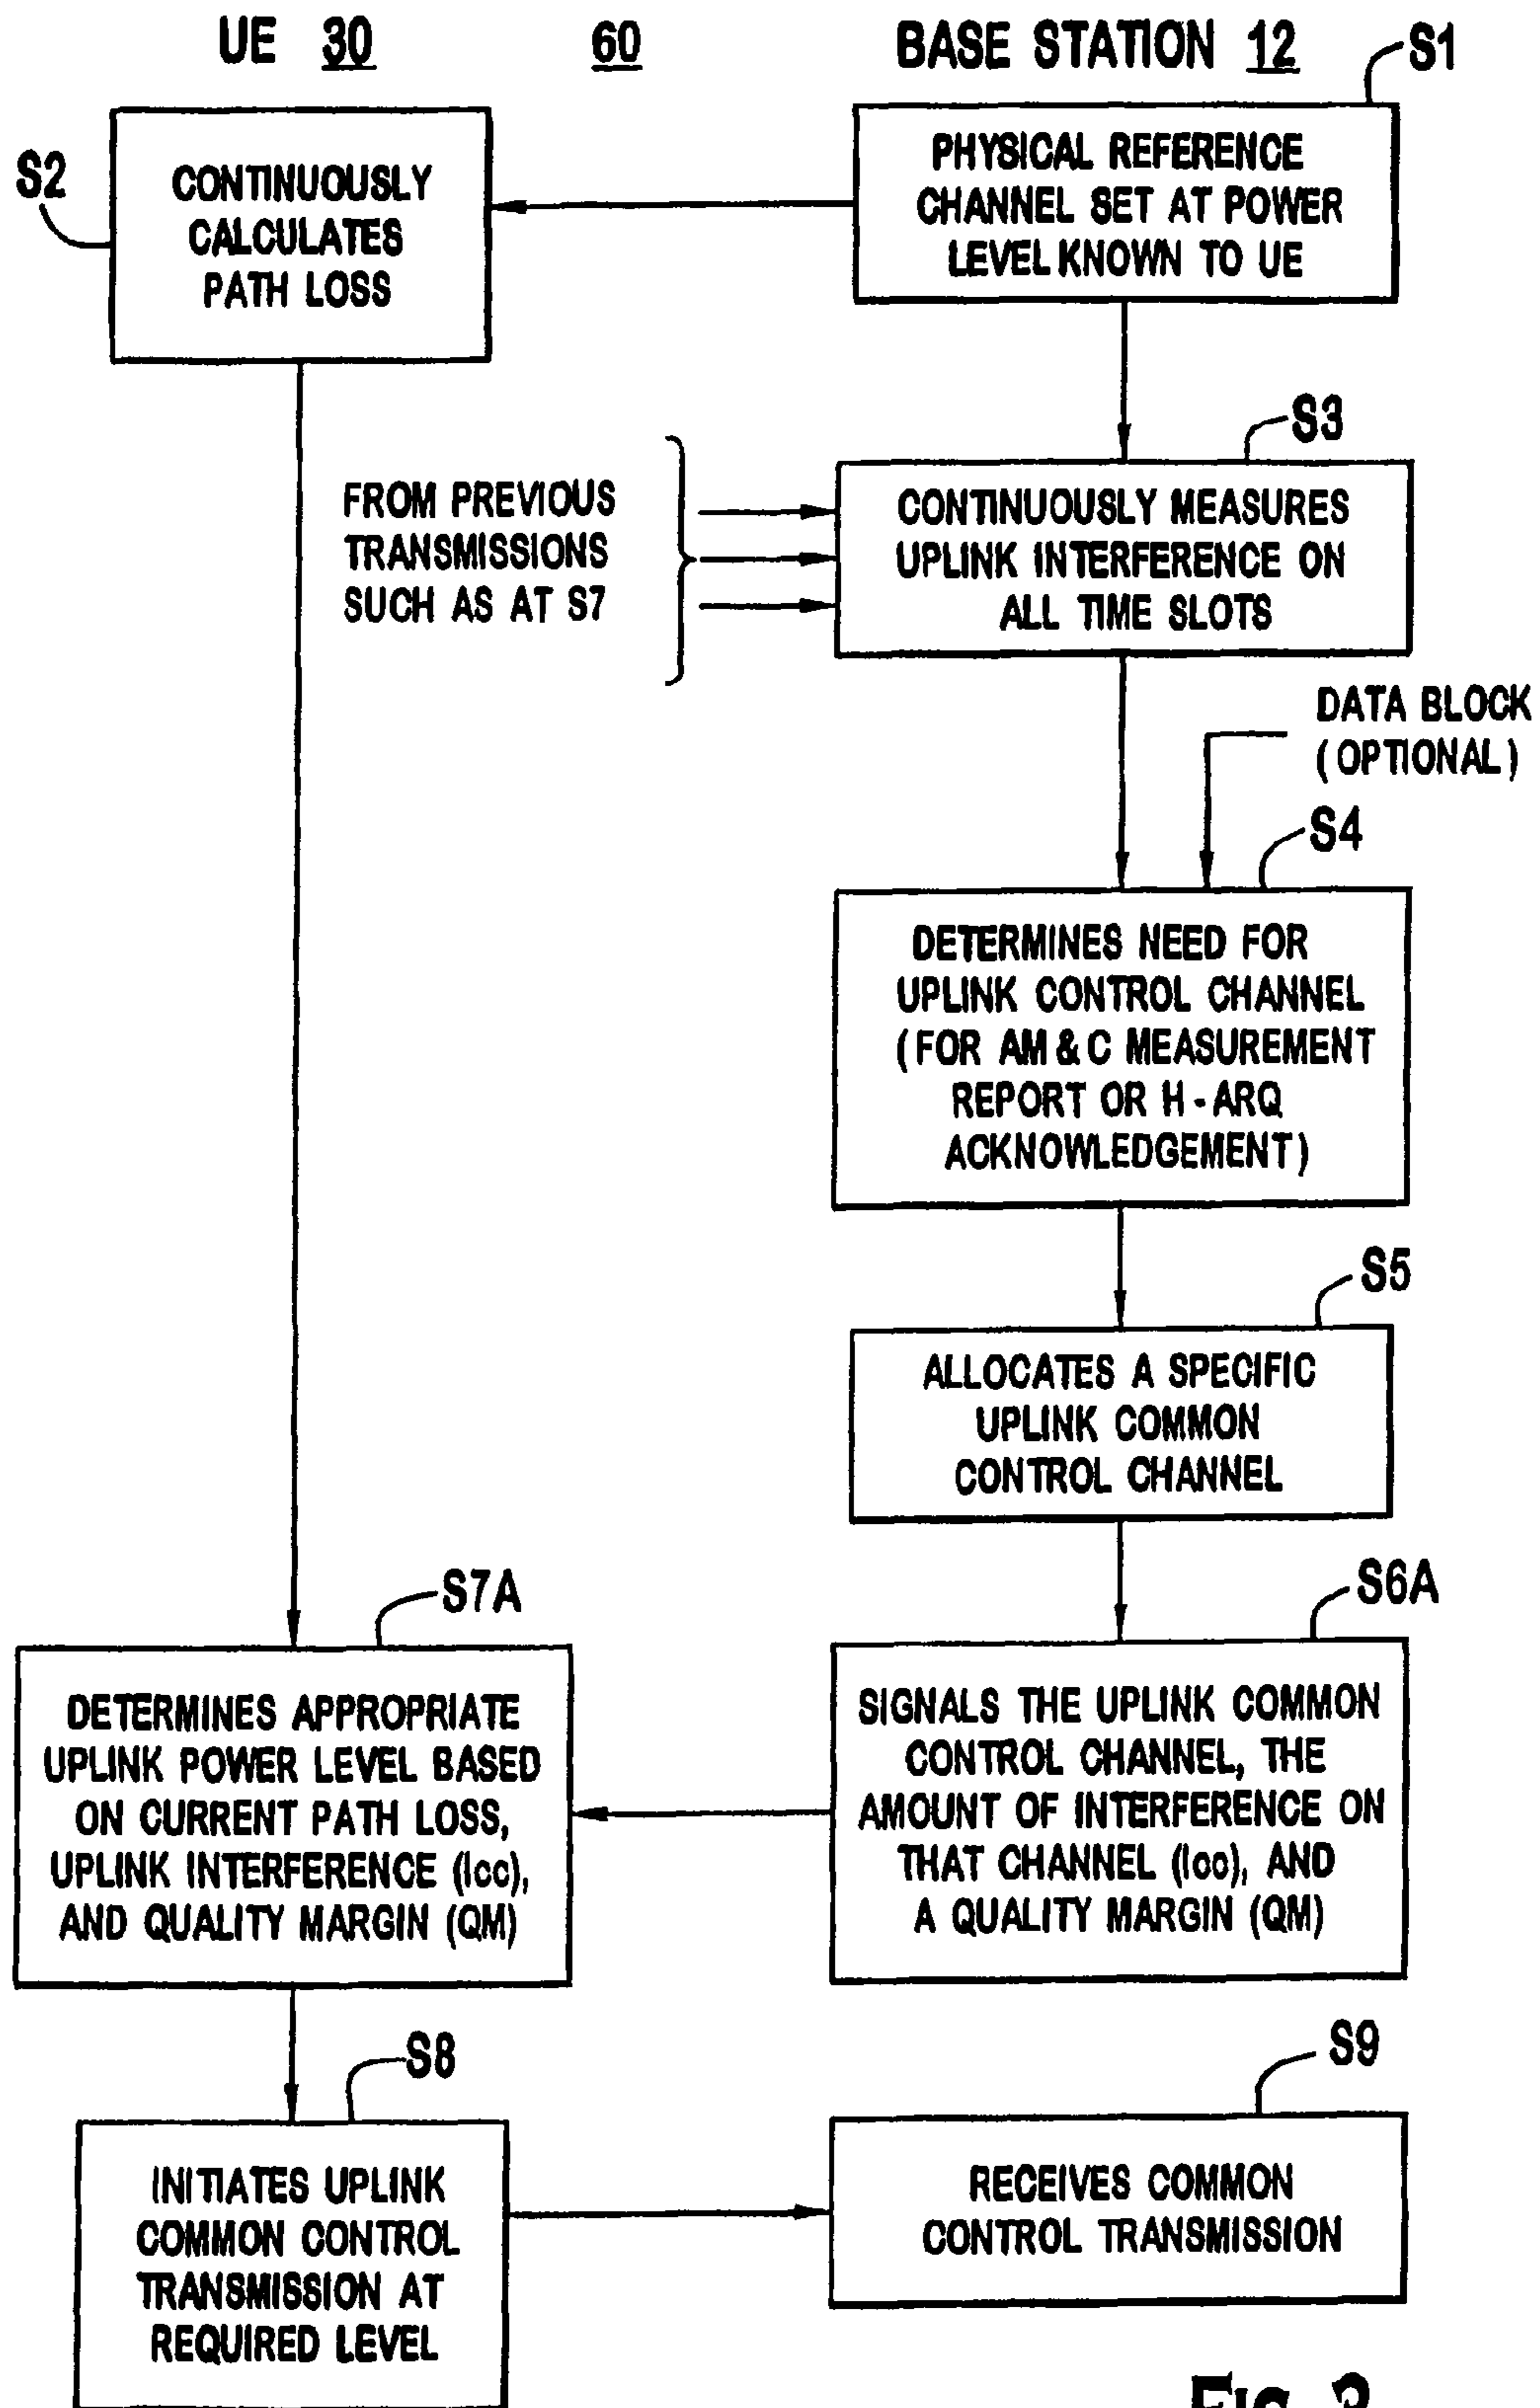 UE 30
60
BASE STATION 12
S1
PHYSICAL REFERENCE
CHANNEL SET AT POWER
LEVEL KNOWN TO UE
S2
CONTINUOUSLY
CALCULATES
PATH LOSS
S3
FROM PREVIOUS
TRANSMISSIONS
SUCH AS AT S7
CONTINUOUSLY MEASURES
UPLINK INTERFERENCE ON
ALL TIME SLOTS
DATA BLOCK
(OPTIONAL)
S4
DETERMINES NEED FOR
UPLINK CONTROL CHANNEL
(FOR AM & C MEASUREMENT
REPORT OR H - ARQ
ACKNOWLEDGEMENT)
S5
ALLOCATES A SPECIFIC
UPLINK COMMON
CONTROL CHANNEL
S6A
SIGNALS THE UPLINK COMMON
CONTROL CHANNEL, THE
AMOUNT OF INTERFERENCE ON
THAT CHANNEL (Icc), AND
A QUALITY MARGIN (QM)
S7A
DETERMINES APPROPRIATE
UPLINK POWER LEVEL BASED
ON CURRENT PATH LOSS,
UPLINK INTERFERENCE (Icc),
AND QUALITY MARGIN (QM)
S8
INITIATES UPLINK
COMMON CONTROL
TRANSMISSION AT
REQUIRED LEVEL
S9
RECEIVES COMMON
CONTROL TRANSMISSION